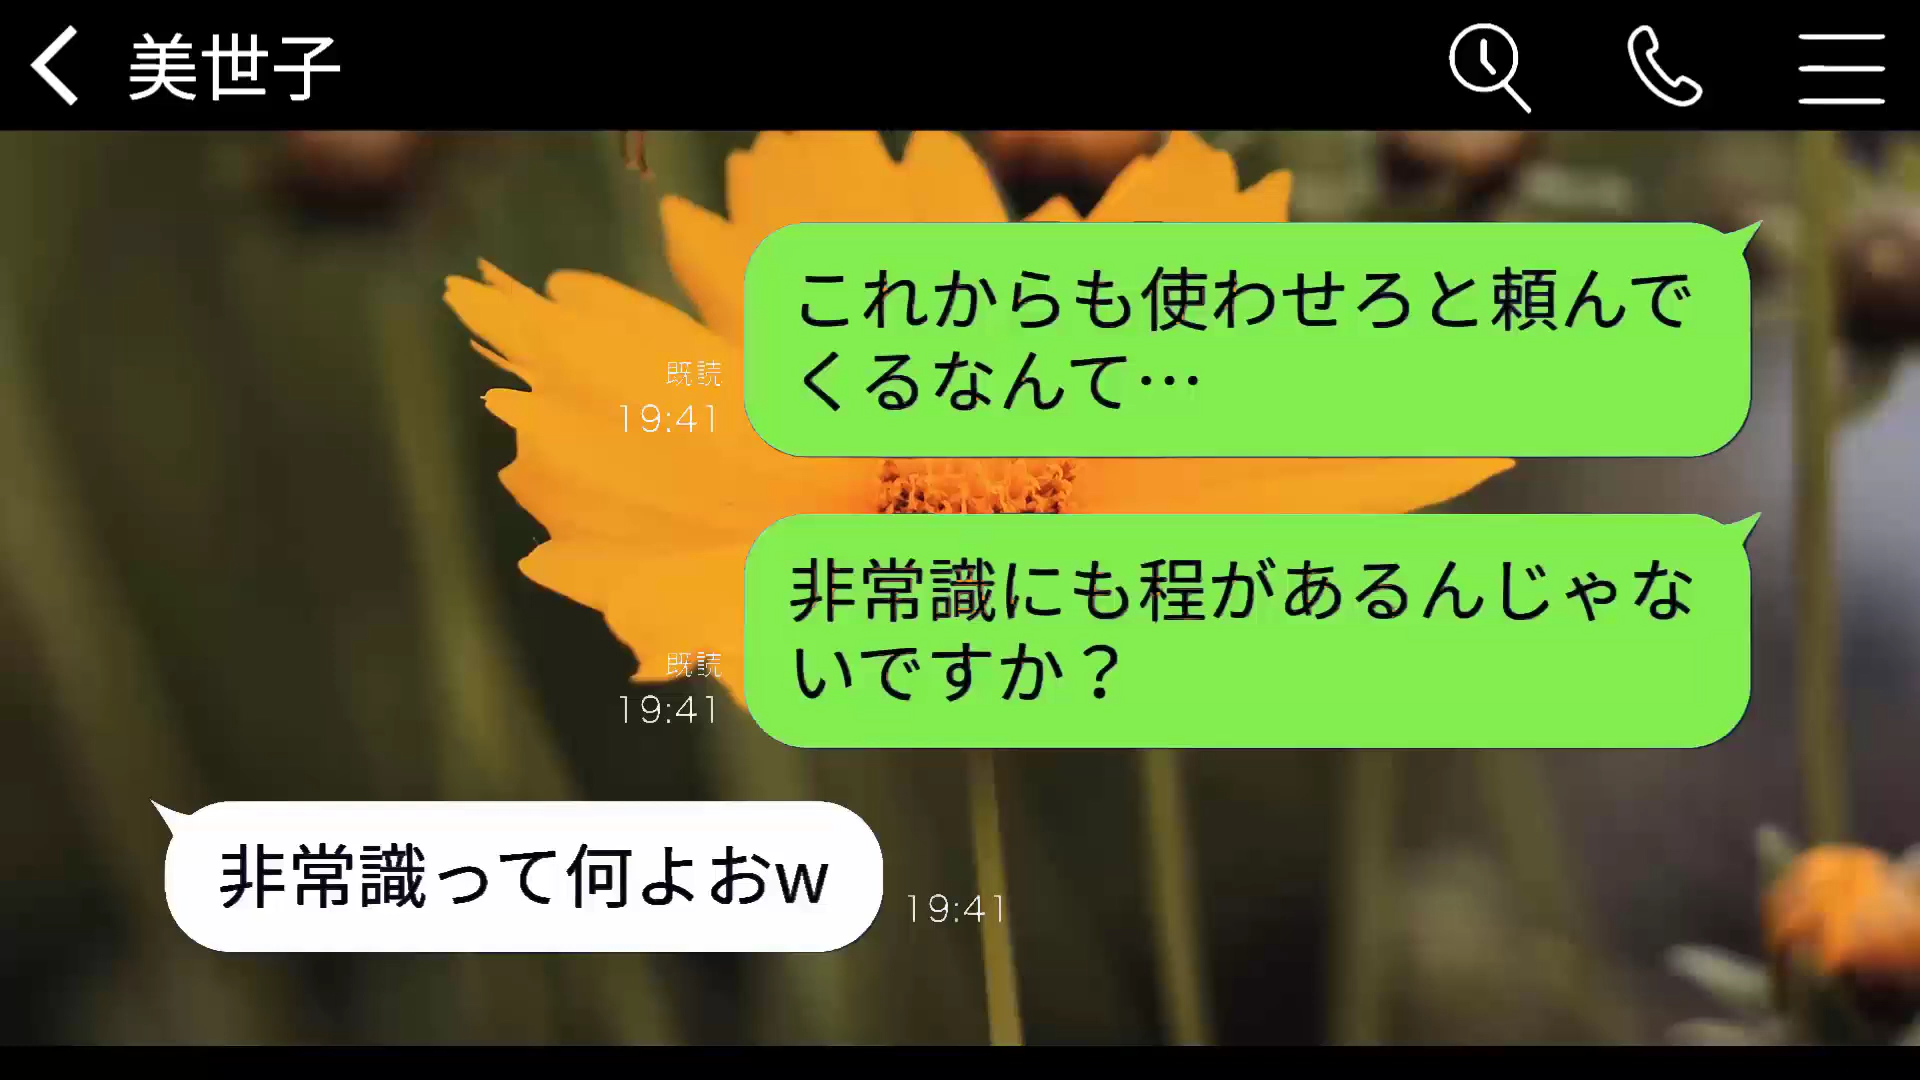 美世子
これからも使わせろと頼んで
くるなんて…
既読
19:41
非常識にも程があるんじゃな
いですか？
既読
19:41
非常識って何よおw
19:41